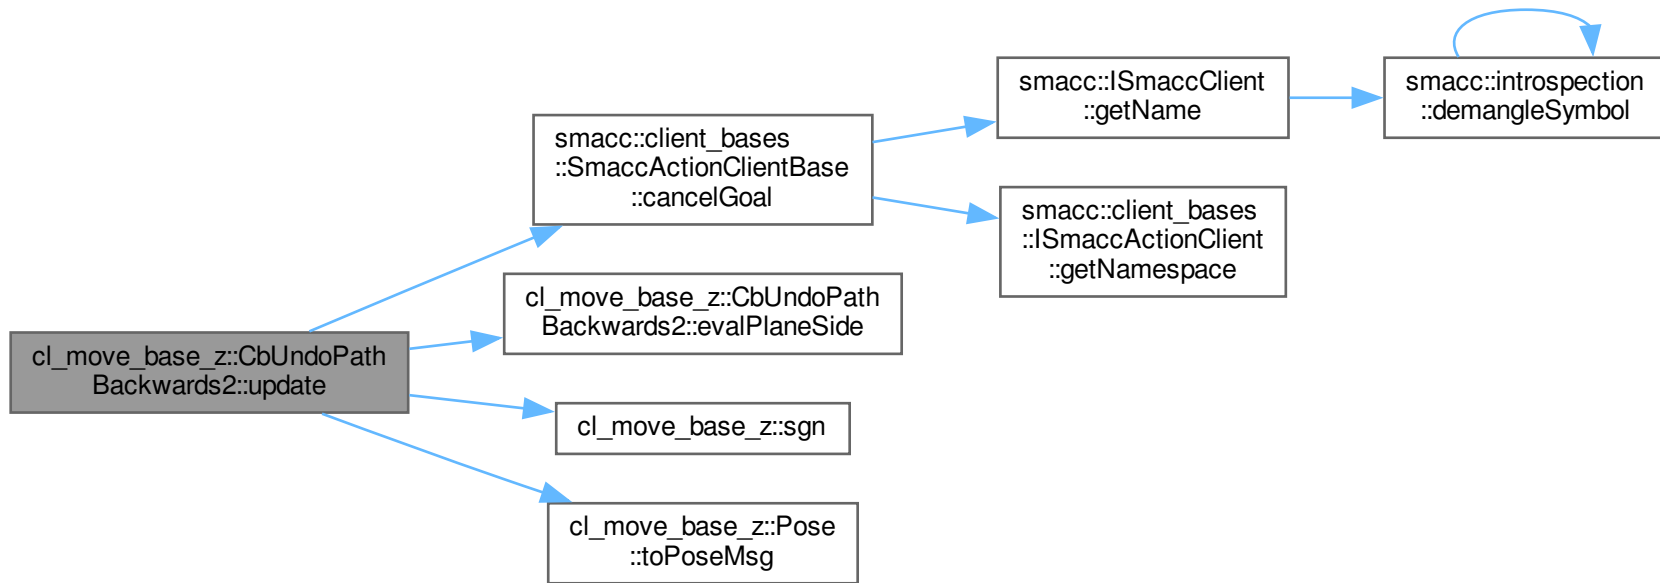 cl_move_base_z::CbUndoPath
Backwards2::update
smacc::client_bases
::SmaccActionClientBase
::cancelGoal
smacc::ISmaccClient
::getName
smacc::introspection
::demangleSymbol
smacc::client_bases
::ISmaccActionClient
::getNamespace
cl_move_base_z::CbUndoPath
Backwards2::evalPlaneSide
cl_move_base_z::sgn
cl_move_base_z::Pose
::toPoseMsg